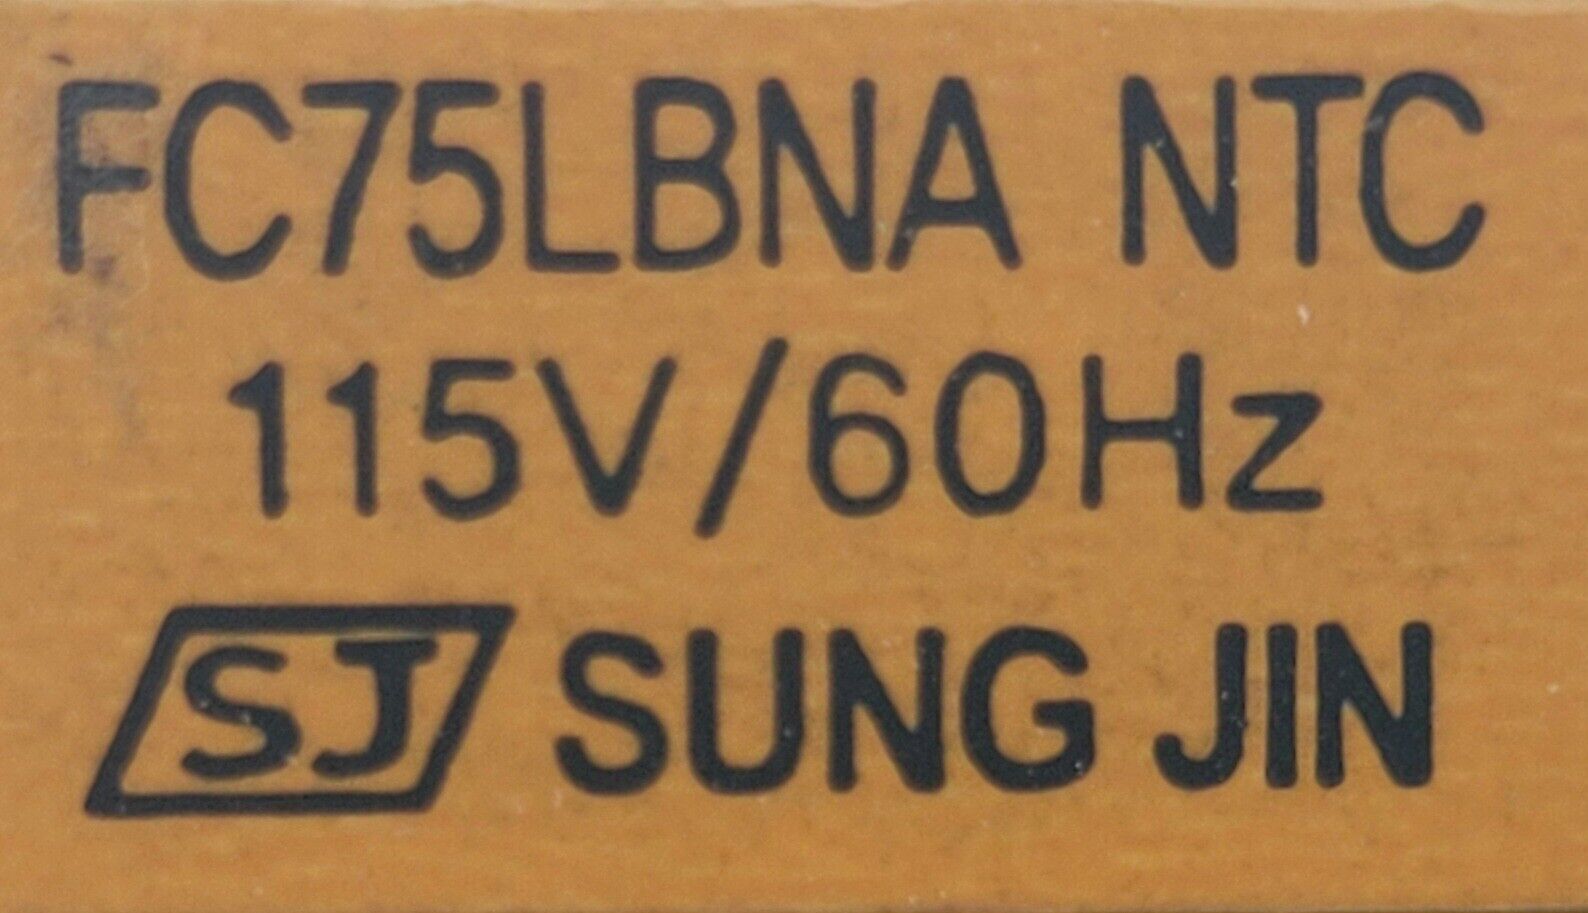 FC75LBNA NTC
115V/60Hz
SJ SUNG JIN